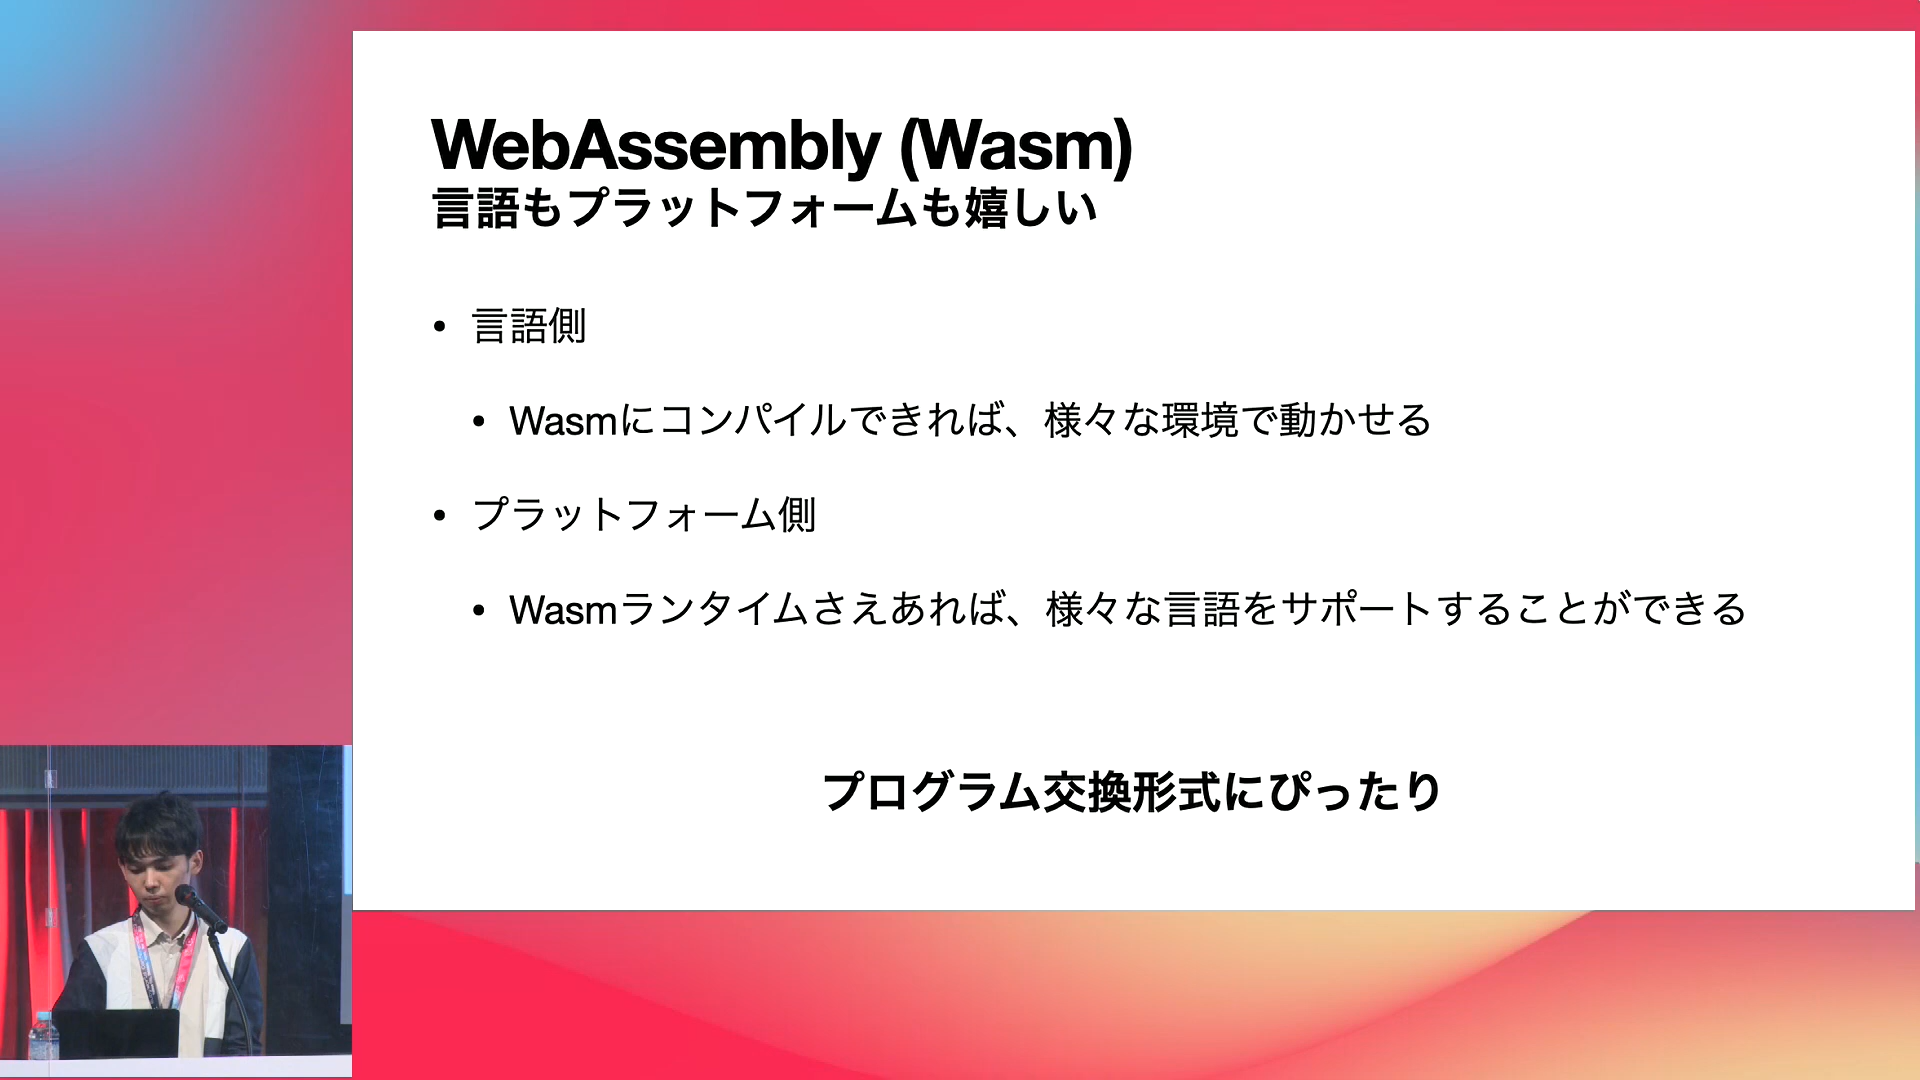 WebAssembly (Wasm)
言語もプラットフォームも嬉しい
• 言語側
• Wasmにコンパイルできれば、様々な環境で動かせる
• プラットフォーム側
• Wasmランタイムさえあれば、様々な言語をサポートすることができる
プログラム交換形式にぴったり